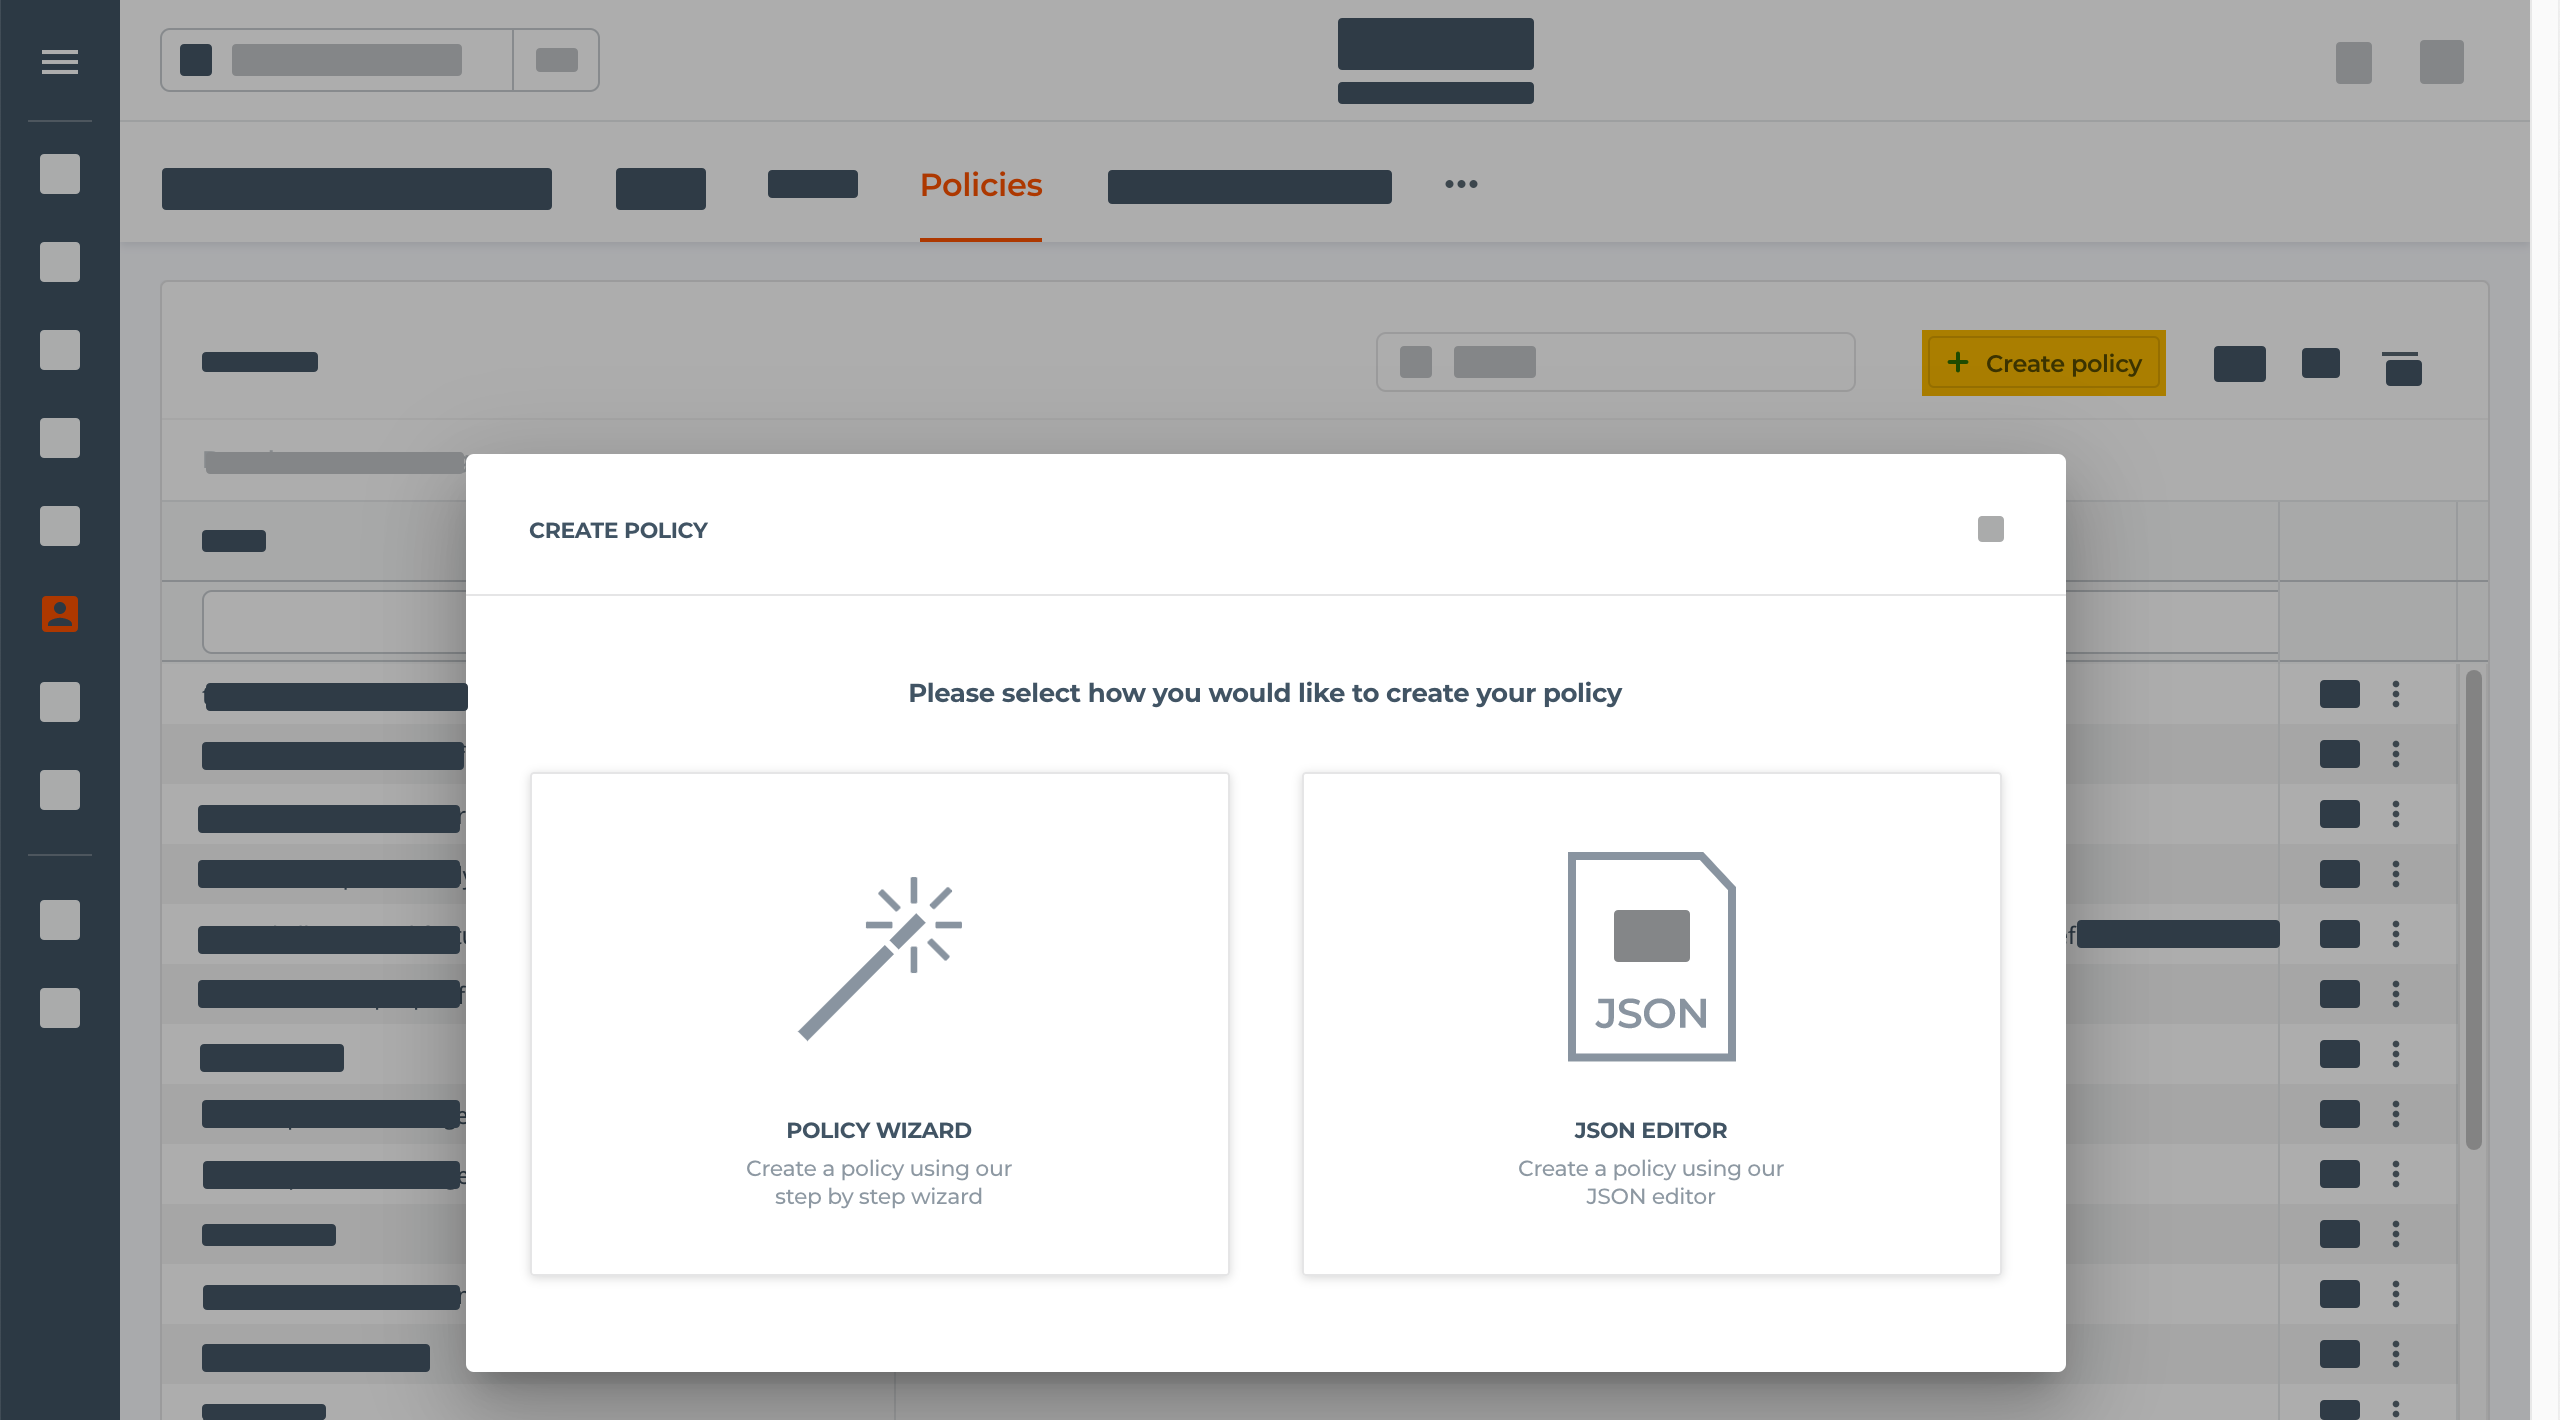 Policies
Create policy
CREATE POLICY
Please select how you would like to create your policy
JSON
POLICY WIZARD
Create a policy using our
step by step wizard
JSON EDITOR
Create a policy using our
JSON editor